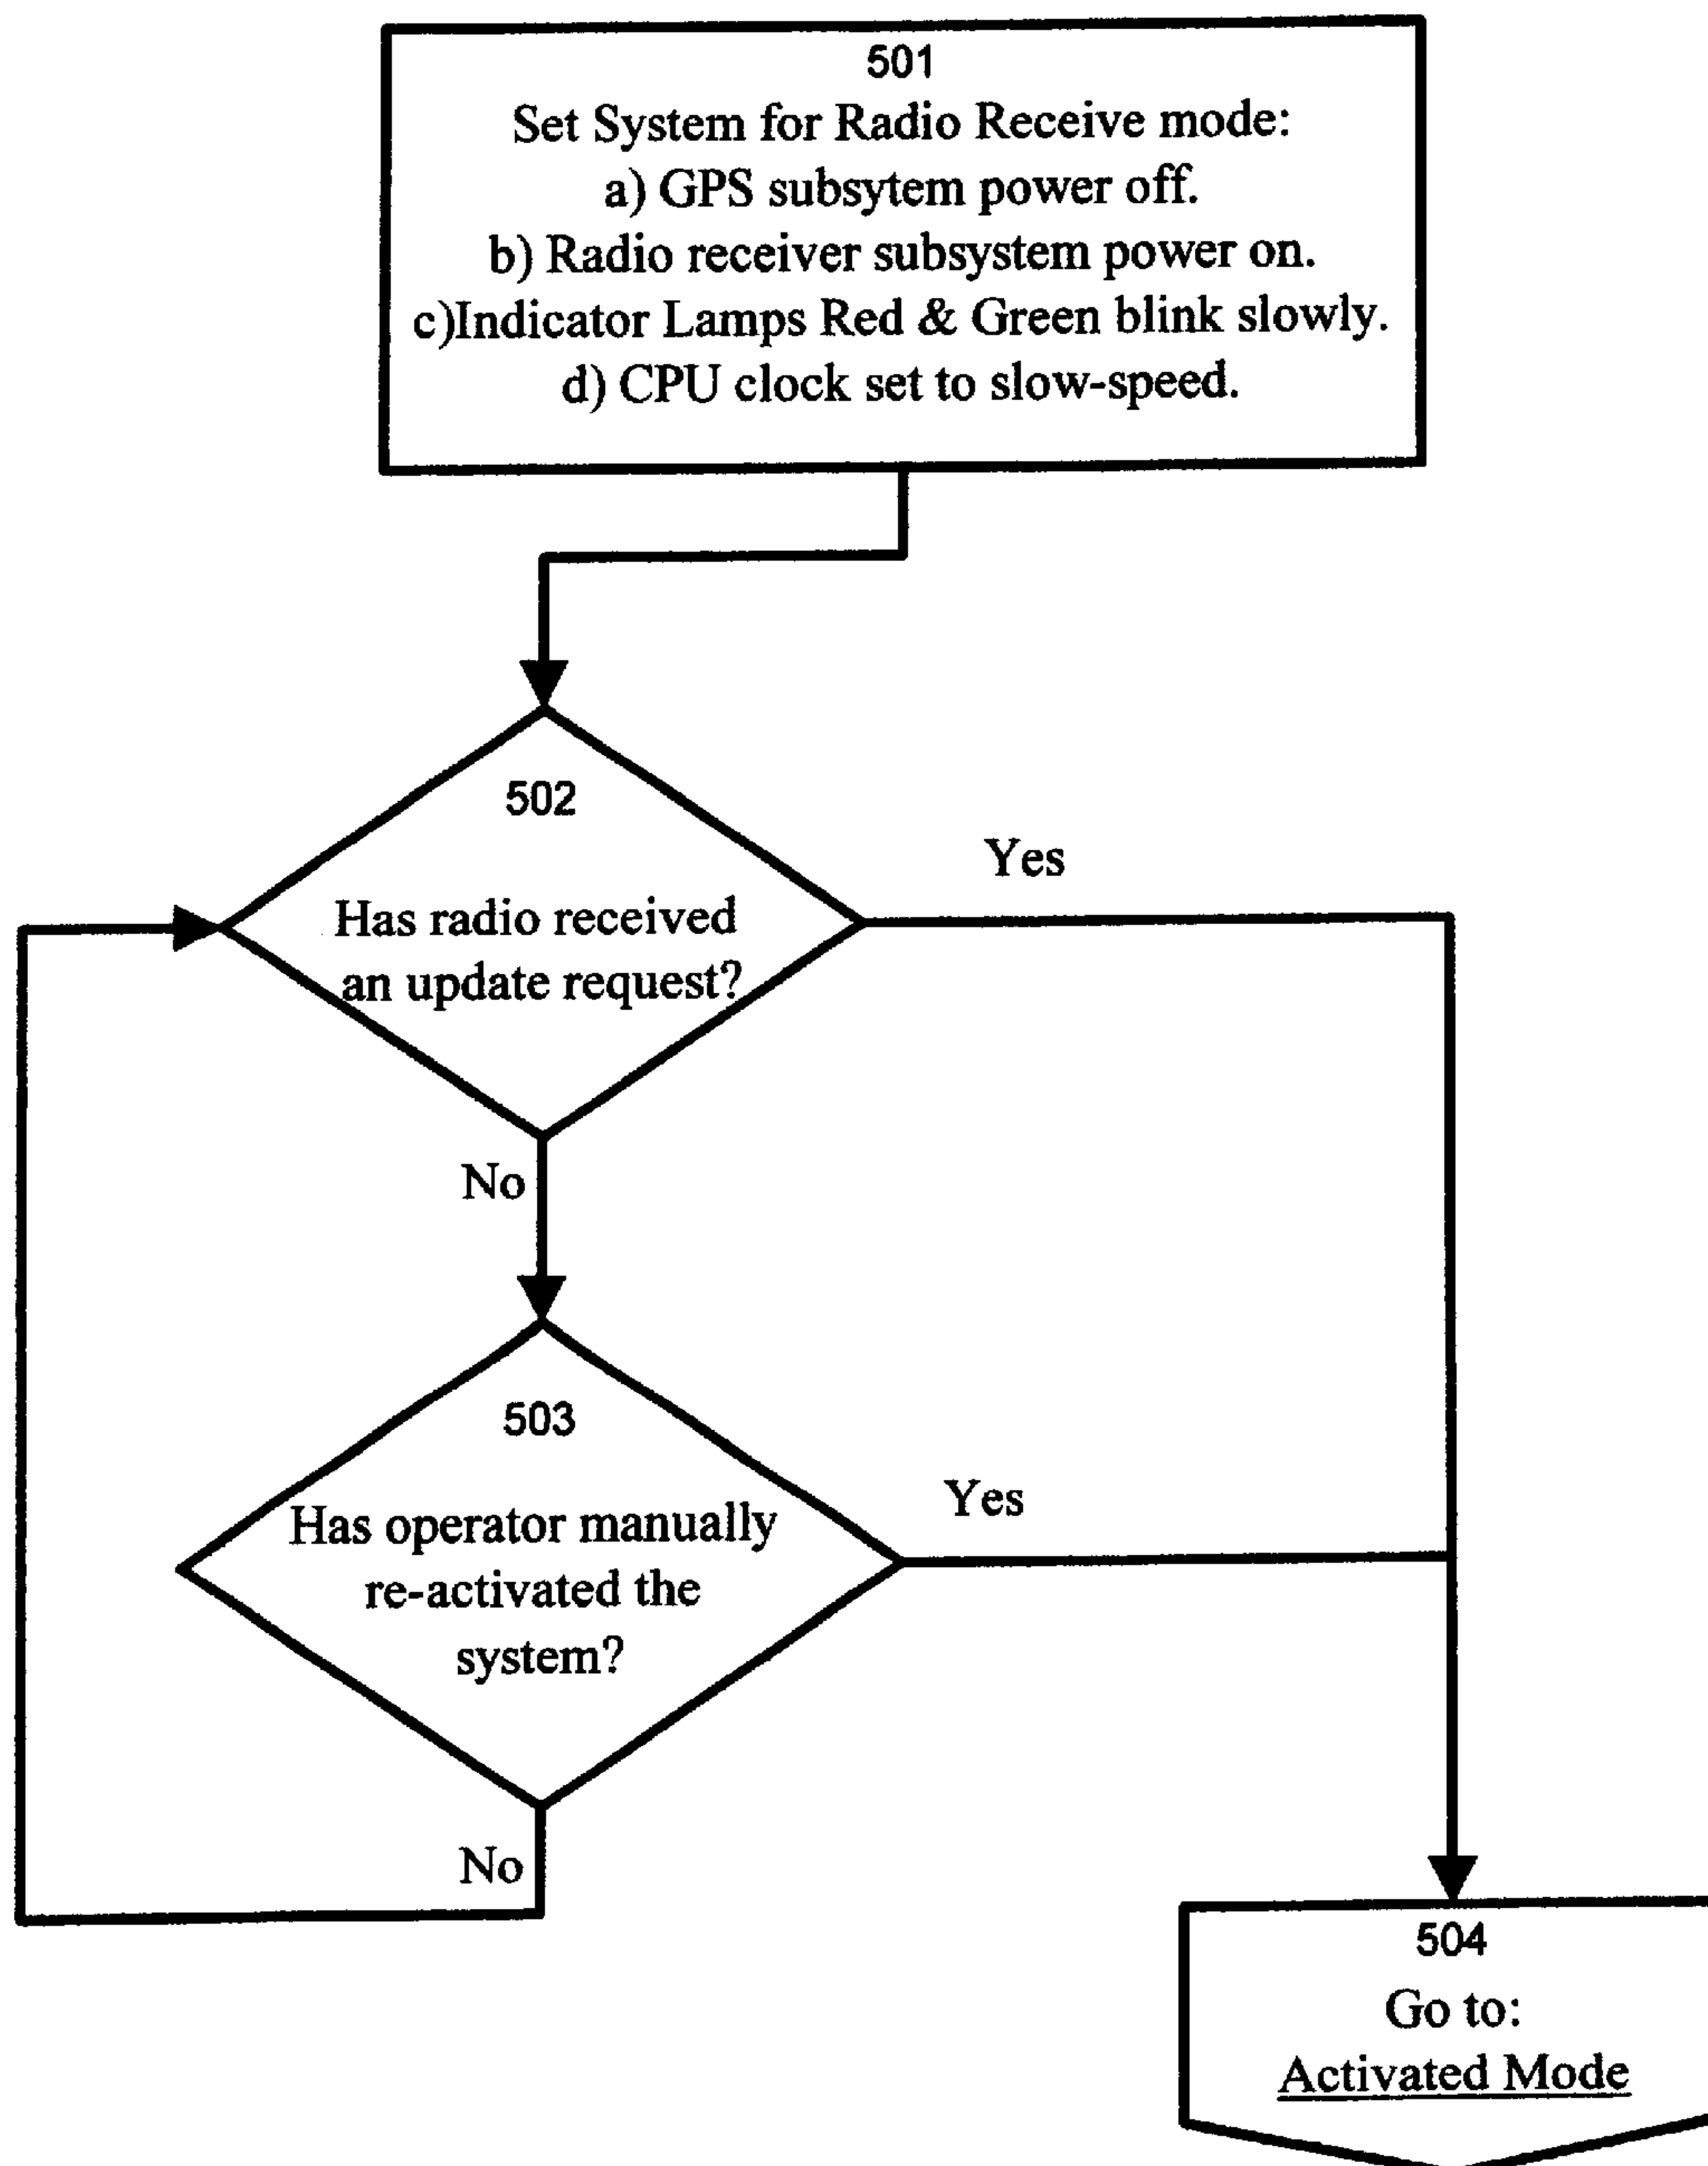 501
Set System for Radio Receive mode:
a) GPS subsytem power off.
b) Radio receiver subsystem power on.
c)Indicator Lamps Red & Green blink slowly.
d) CPU clock set to slow-speed.
502
Has radio received
an update request?
Yes
No
503
Has operator manually
re-activated the
system?
Yes
No
504
Go to:
Activated Mode